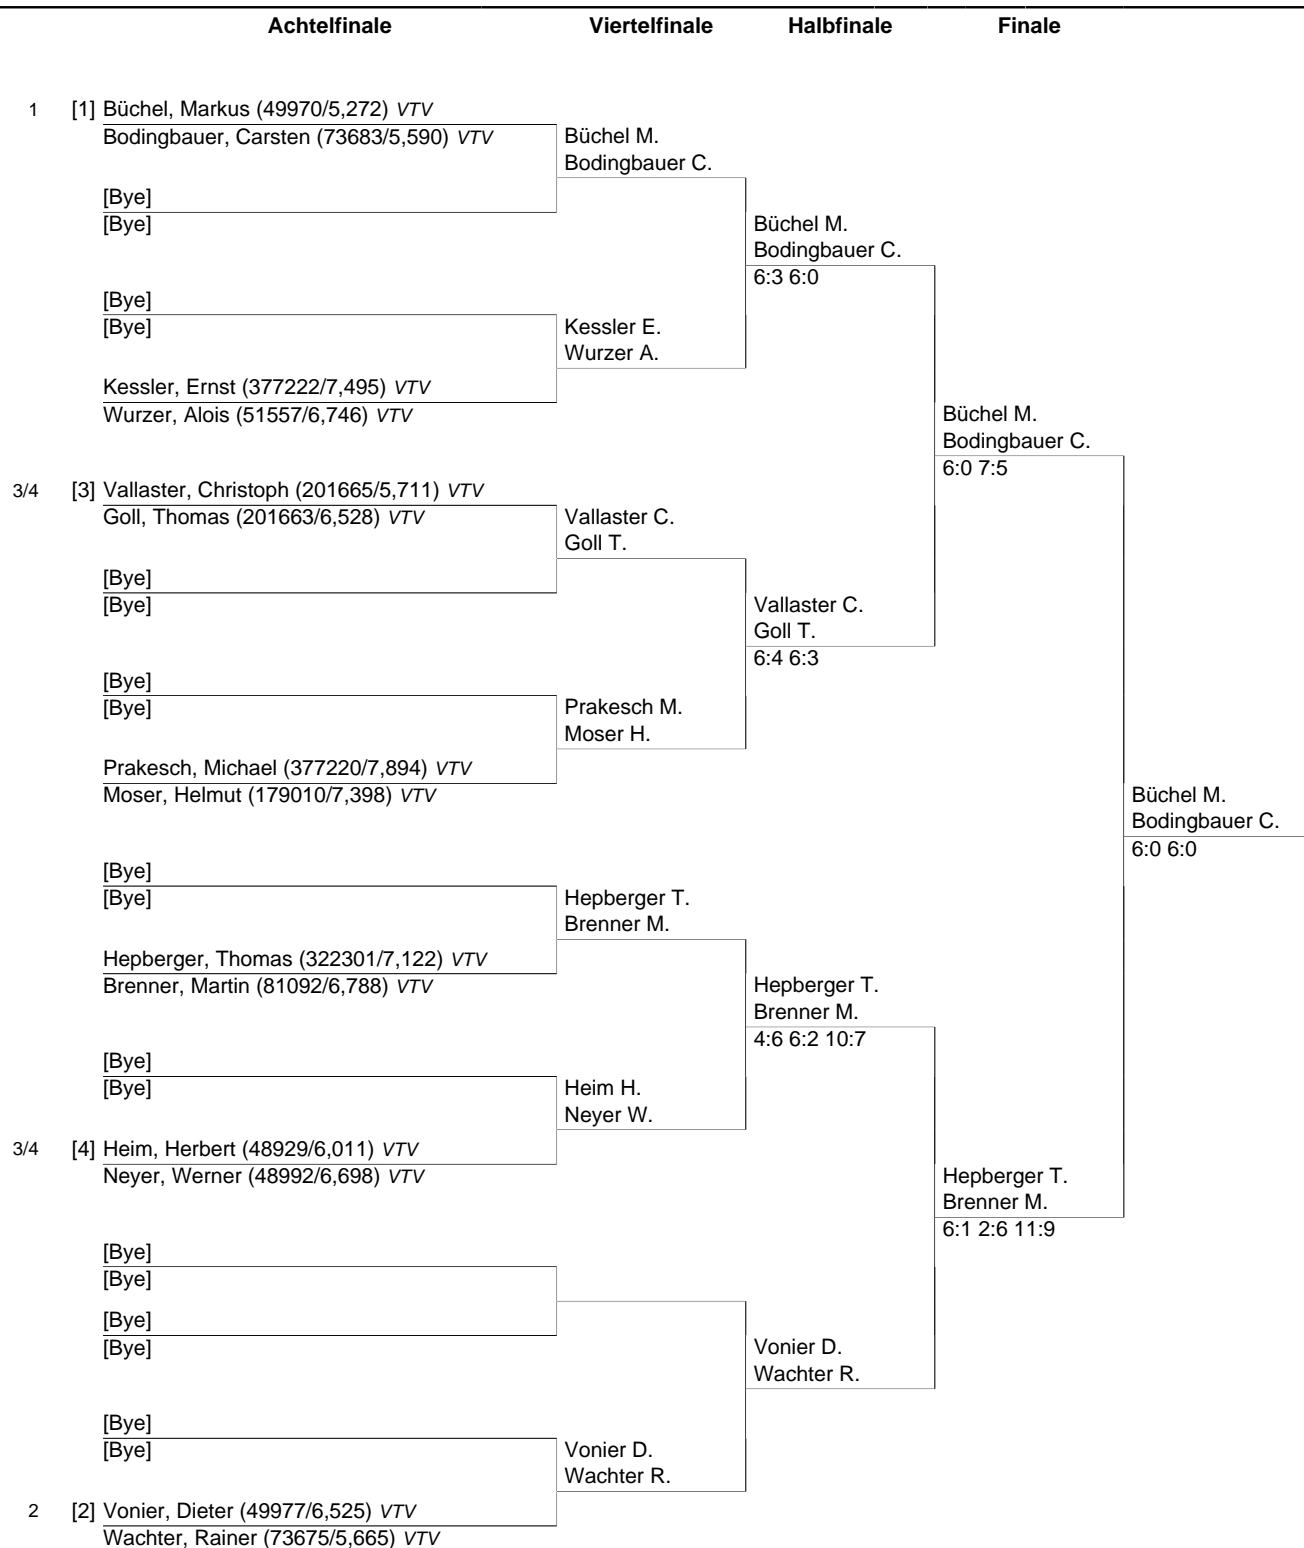 Achtelfinale Viertelfinale Halbfinale Finale
1 [1] Büchel, Markus (49970/5,272) VTV
Bodingbauer, Carsten (73683/5,590) VTV Büchel M.
Bodingbauer C.
[Bye]
[Bye] Büchel M.
Bodingbauer C.
6:3 6:0
[Bye]
[Bye] Kessler E.
Wurzer A.
Kessler, Ernst (377222/7,495) VTV
Wurzer, Alois (51557/6,746) VTV Büchel M.
Bodingbauer C.
6:0 7:5
3/4 [3] Vallaster, Christoph (201665/5,711) VTV
Goll, Thomas (201663/6,528) VTV Vallaster C.
Goll T.
[Bye]
[Bye] Vallaster C.
Goll T.
6:4 6:3
[Bye]
[Bye] Prakesch M.
Moser H.
Prakesch, Michael (377220/7,894) VTV
Moser, Helmut (179010/7,398) VTV Büchel M.
Bodingbauer C.
6:0 6:0
[Bye]
[Bye] Hepberger T.
Brenner M.
Hepberger, Thomas (322301/7,122) VTV
Brenner, Martin (81092/6,788) VTV Hepberger T.
Brenner M.
4:6 6:2 10:7
[Bye]
[Bye] Heim H.
Neyer W.
3/4 [4] Heim, Herbert (48929/6,011) VTV
Neyer, Werner (48992/6,698) VTV Hepberger T.
Brenner M.
6:1 2:6 11:9
[Bye]
[Bye]
[Bye]
[Bye] Vonier D.
Wachter R.
[Bye]
[Bye] Vonier D.
Wachter R.
2 [2] Vonier, Dieter (49977/6,525) VTV
Wachter, Rainer (73675/5,665) VTV